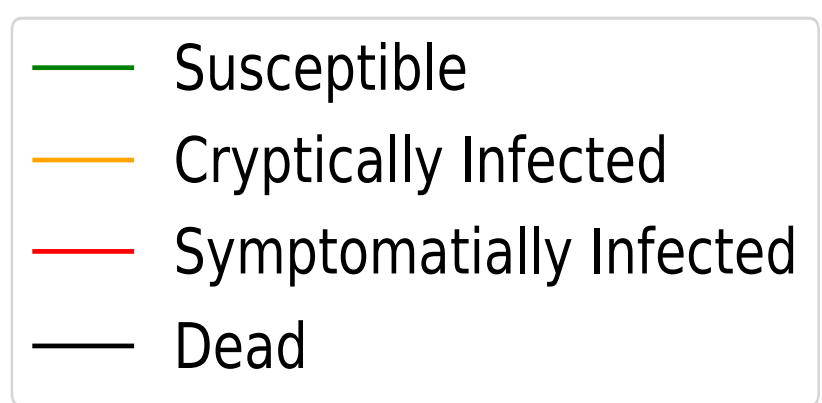 Susceptible
Cryptically Infected
Symptomatially Infected
Dead